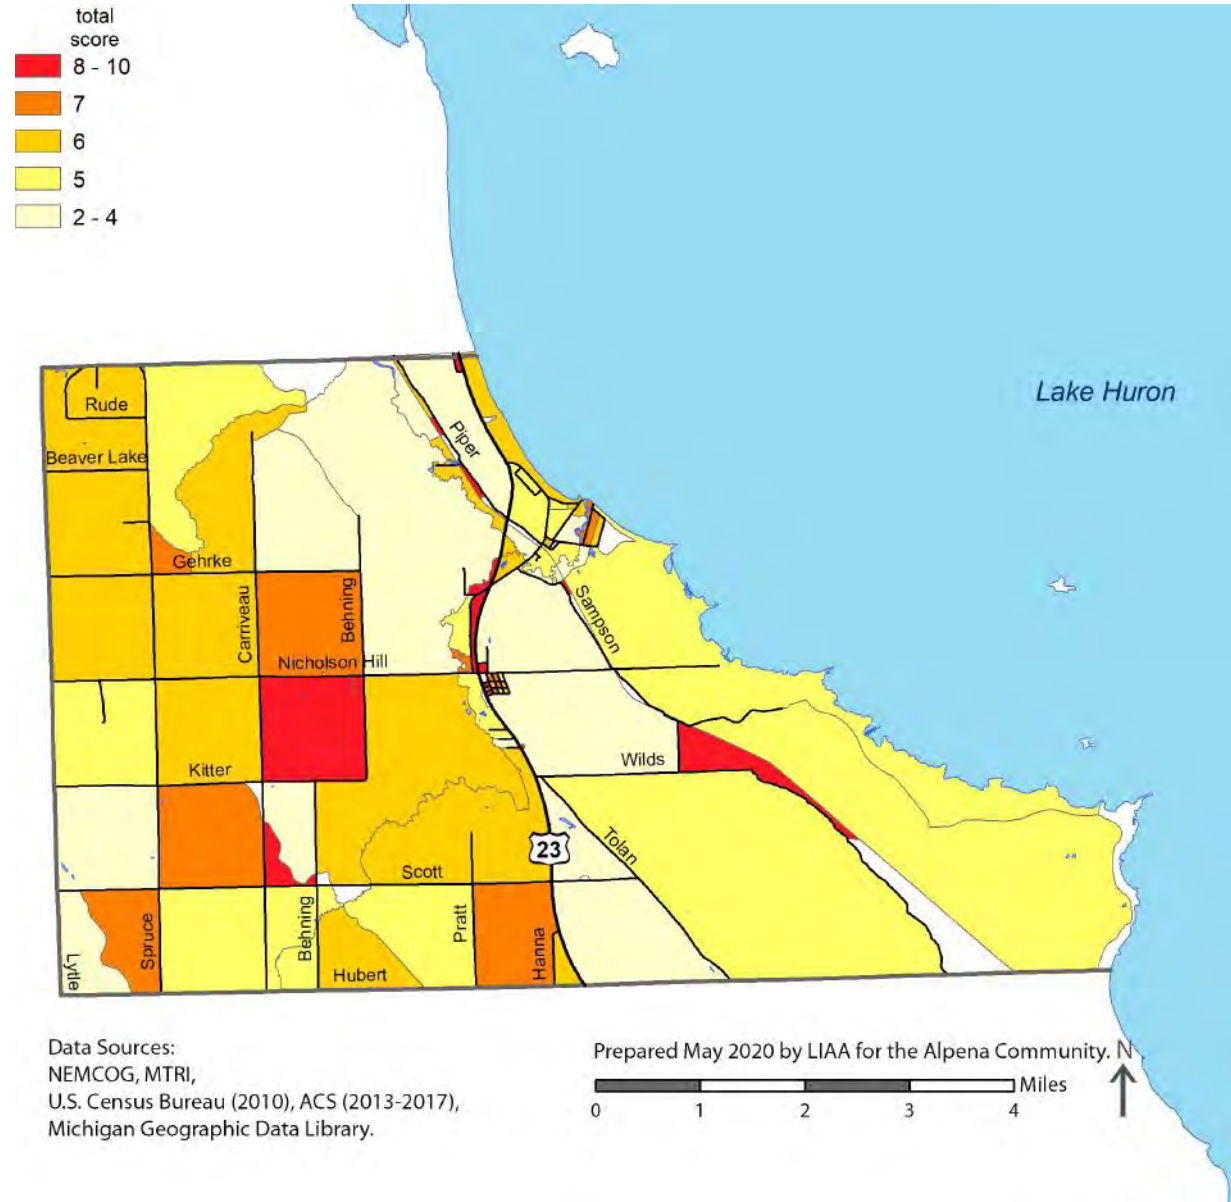 total
score
8 - 10
7
6
5
2 - 4
Lake Huron
Rude
Beaver Lake
Piper
Gehrke
Carriveau
Behning
Sampson
Nicholson Hill
Kitter
Wilds
Tolan
23
Scott
Lytle
Spruce
Behning
Hubert
Pratt
Hanna
Data Sources:
NEMCOG, MTRI,
U.S. Census Bureau (2010), ACS (2013-2017),
Michigan Geographic Data Library.
Prepared May 2020 by LIAA for the Alpena Community.
N
Miles
0 1 2 3 4